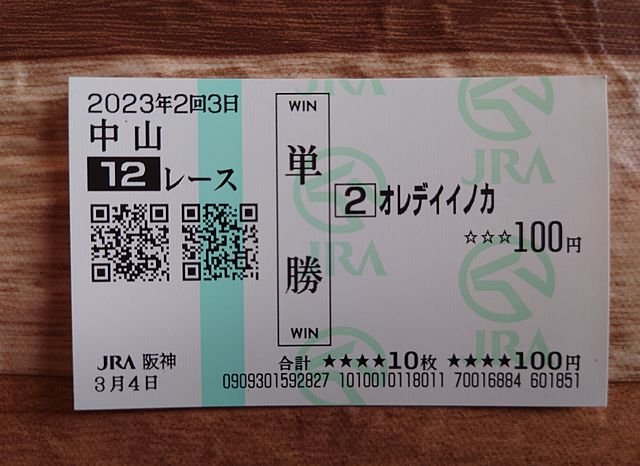 2023年2回3日
中山
12レース
WIN
単勝
WIN
2 オレデイイノカ
☆☆☆100円
JRA
JRA
JRA
JRA
JRA 阪神
3月4日
合計 ★★★★10枚 ★★★★100円
0909301592827 1010010118011 70016884 601851